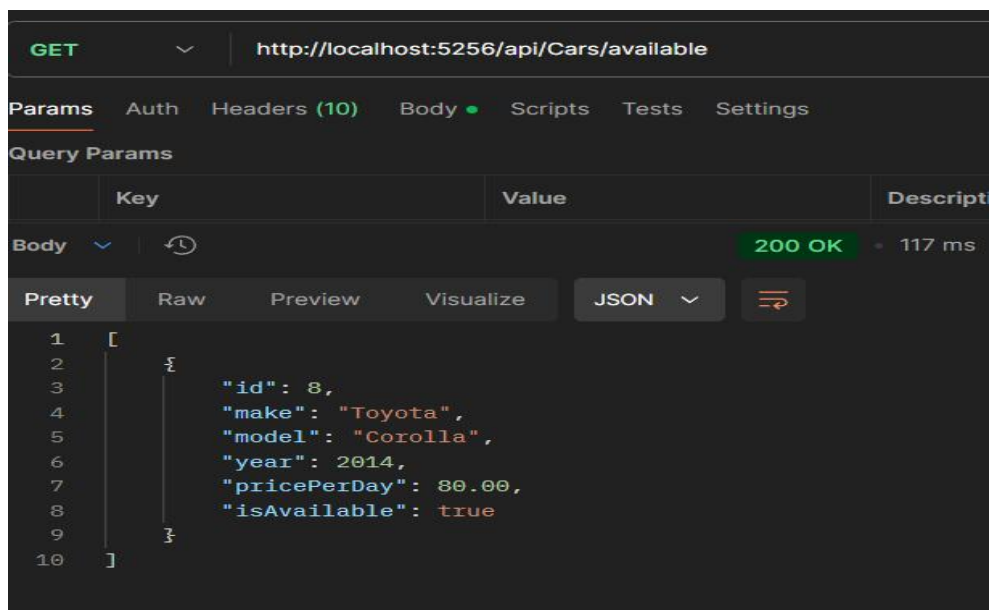 GET http://localhost:5256/api/Cars/available
Params Auth Headers (10) Body Scripts Tests Settings
Query Params
Key Value Descripti
Body 200 OK 117 ms
Pretty Raw Preview Visualize JSON
1 [
2 {
3 "id": 8,
4 "make": "Toyota",
5 "model": "Corolla",
6 "year": 2014,
7 "pricePerDay": 80.00,
8 "isAvailable": true
9 }
10 ]